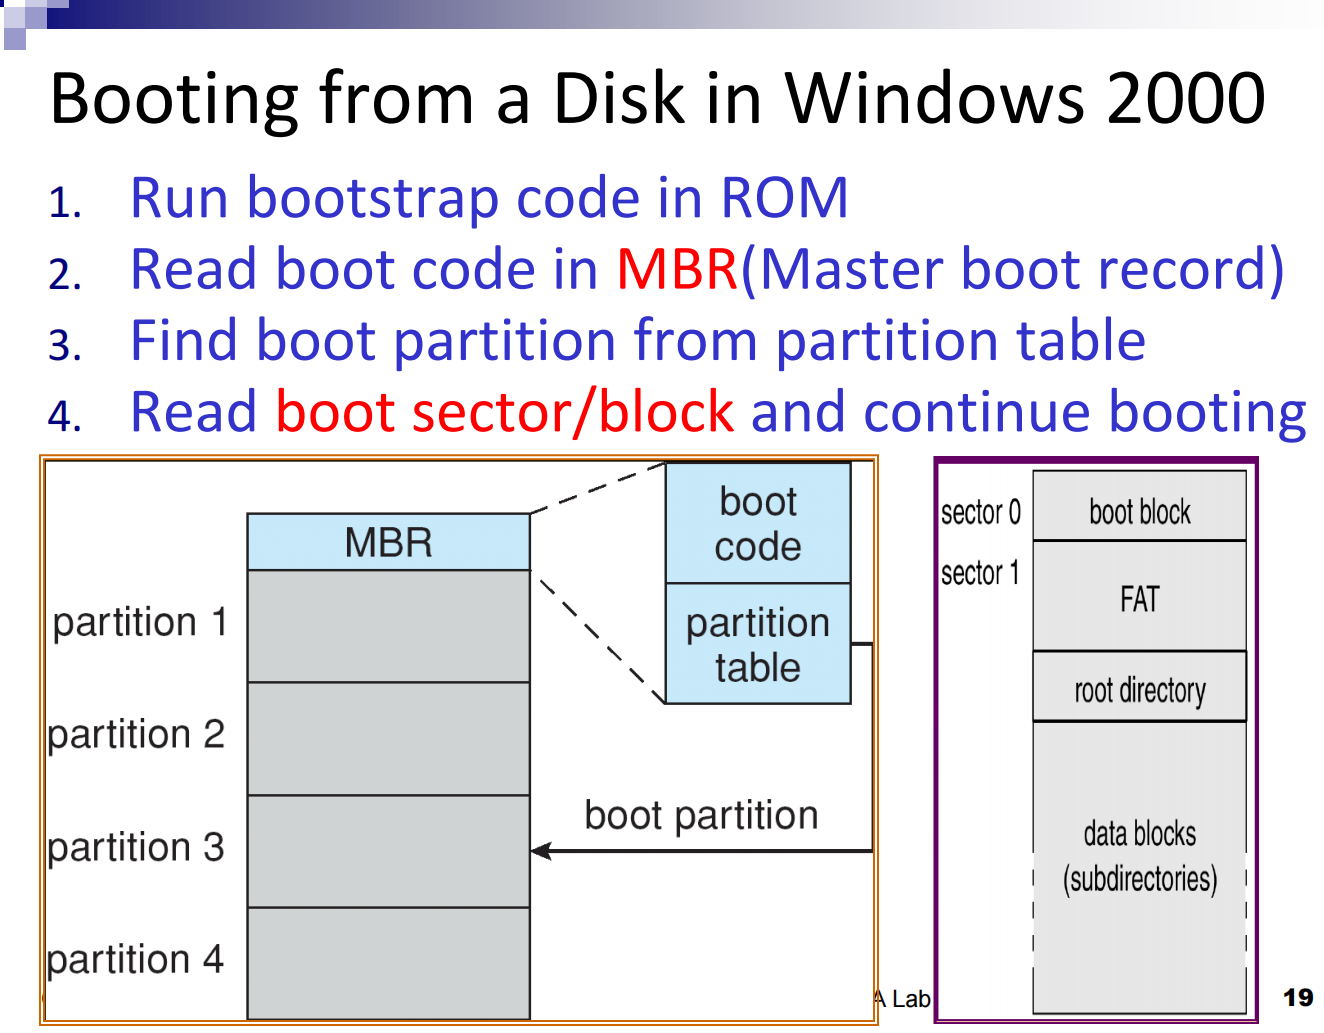 Booting from a Disk in Windows 2000
1. Run bootstrap code in ROM
2. Read boot code in MBR(Master boot record)
3. Find boot partition from partition table
4. Read boot sector/block and continue booting
MBR
partition 1
partition 2
partition 3
partition 4
boot
code
partition
table
boot partition
sector 0
boot block
sector 1
FAT
root directory
data blocks
(subdirectories)
A Lab
19